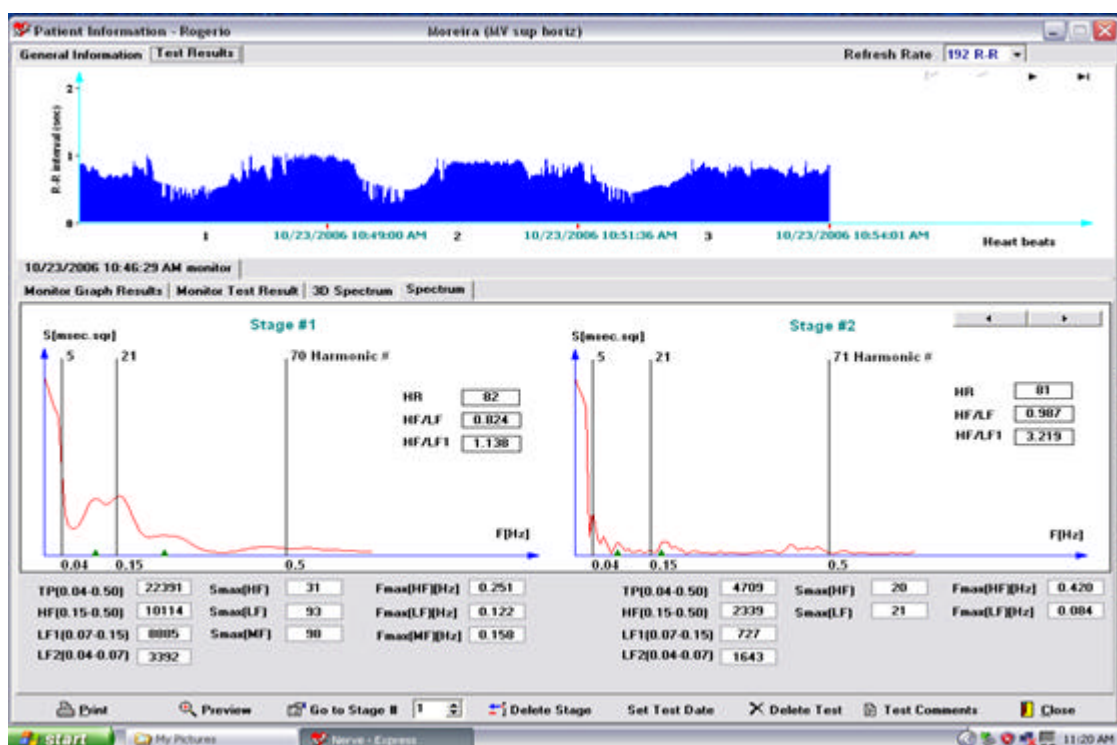 Patient Information - Rogerio Moreira (MV sup horiz)
General Information Test Results Refresh Rate 192 R-R
R-R interval (sec)
2
1
0
1 10/23/2006 10:49:00 AM 2 10/23/2006 10:51:36 AM 3 10/23/2006 10:54:01 AM Heart beats
10/23/2006 10:46:29 AM monitor
Monitor Graph Results Monitor Test Result 3D Spectrum Spectrum
Stage #1
S[msec.sqr]
5 21 70 Harmonic #
HR 82
HF/LF 0.824
HF/LF1 1.138
F[Hz]
0.04 0.15 0.5
Stage #2
S[msec.sqr]
5 21 71 Harmonic #
HR 81
HF/LF 0.987
HF/LF1 3.219
F[Hz]
0.04 0.15 0.5
TP(0.04-0.50) 22391 Smax(HF) 31 Fmax(HF)[Hz] 0.251
HF(0.15-0.50) 10114 Smax(LF) 93 Fmax(LF)[Hz] 0.122
LF1(0.07-0.15) 8885 Smax(MF) 98 Fmax(MF)[Hz] 0.158
LF2(0.04-0.07) 3392
TP(0.04-0.50) 4709 Smax(HF) 20 Fmax(HF)[Hz] 0.420
HF(0.15-0.50) 2339 Smax(LF) 21 Fmax(LF)[Hz] 0.084
LF1(0.07-0.15) 727
LF2(0.04-0.07) 1643
Print Preview Go to Stage # 1 Delete Stage Set Test Date Delete Test Test Comments Close
start My Pictures Nerve - Express 11:20 AM